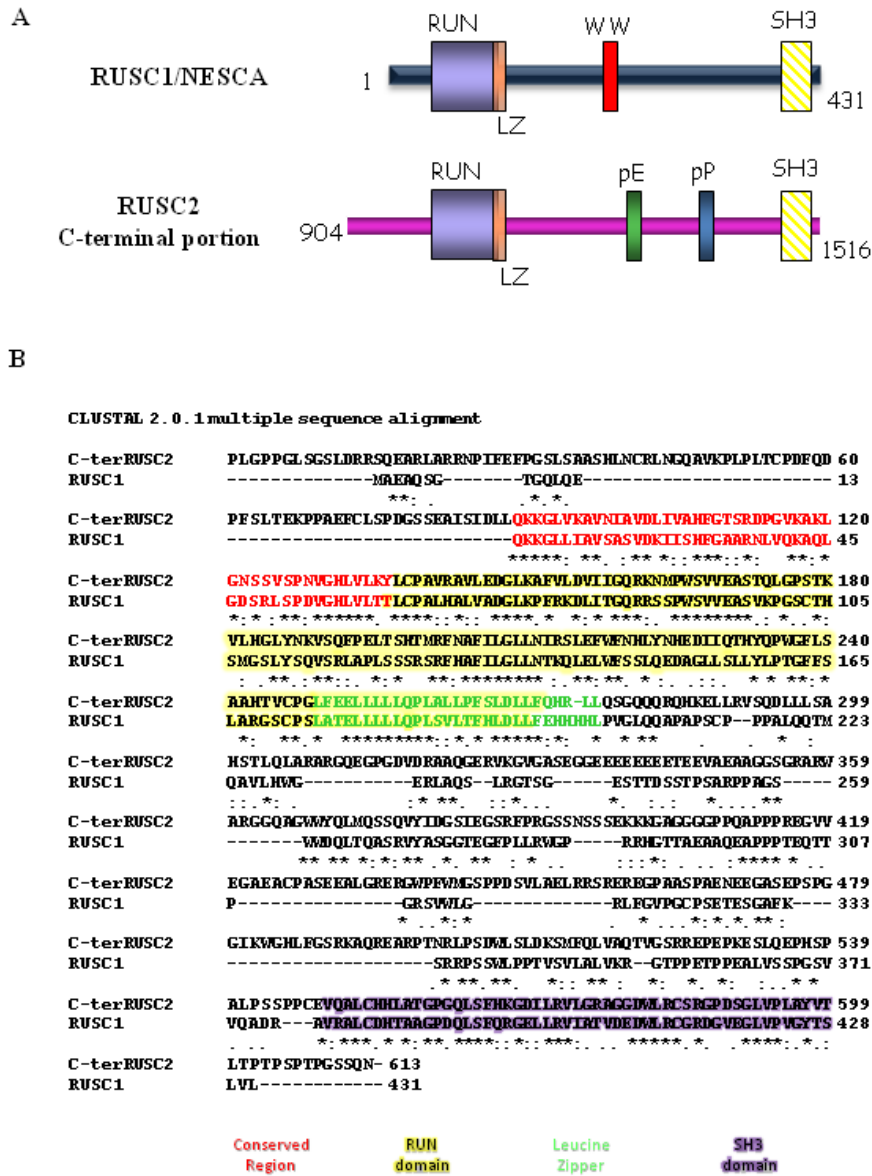 A
RUN
W W
SH3
RUSC1/NESCA
1
431
LZ
RUN
pE
pP
SH3
RUSC2
C-terminal portion
904
1516
LZ
B
CLUSTAL 2.0.1 multiple sequence alignment
C-terRUSC2 PLGPPGLSGSLDRRSQEARLARRNPIFEFPGSLSAASHLNCRLNGQAVKPLPLTCPDFQD 60
RUSC1 ----------------MAEAQSG--------TGQLQE----------------------- 13
C-terRUSC2 PFSLTEKPPAEFCLSPDGSSEAISIDLLQKKGLVKAVNIAVDLIVAHFGTSRDPGVKAKL 120
RUSC1 ----------------------------QKKGLLIAVSASVDKIISHFGAARNLVQKAQL 45
C-terRUSC2 GNSSVSPNVGHLVLKYLCPAVRAVLEDGLKAFVLDVIIGQRKNMPWSVVEASTQLGPSTK 180
RUSC1 GDSRLSPDVGHLVLTTLCPALHALVADGLKPFRKDLITGQRRSSPWSVVEASVKPGSCTH 105
C-terRUSC2 VLHGLYNKVSQFPELTSHTMRFNAFILGLLNIRSLEFWFNHLYNHEDIIQTHYQPWGFLS 240
RUSC1 SMGSLYSQVSRLAPLSSSRSRFHAFILGLLNTKQLELWFSSLQEDAGLLSLLYLPTGFFS 165
C-terRUSC2 AAHTVCPGLFEELLLLLQPLALLPFSLDLLFQHR-LLQSGQQQRQHKELLRVSQDLLLSA 299
RUSC1 LARGSCPSLATELLLLLQPLSVLTFHLDLLFEHHHHLPVGLQQAPAPSCP--PPALQQTM 223
C-terRUSC2 HSTLQLARARGQEGPGDVDRAAQGERVKGVGASEGGEEEEEEEETEEVAEAAGGSGRARW 359
RUSC1 QAVLHWG----------ERLAQS--LRGTSG------ESTTDSSTPSARPPAGS------ 259
C-terRUSC2 ARGGQAGWWYQLMQSSQVYIDGSIEGSRFPRGSSNSSSEKKKGAGGGGPPQAPPPREGVV 419
RUSC1 --------WWDQLTQASRVYASGGTEGFPLLRWGP-----RRHGTTAEAAQEAPPPTEQTT 307
C-terRUSC2 EGAEACPASEEALGRERGWPFWMGSPPDSVLAELRRSREREGPAASPAENEEGASEPSPG 479
RUSC1 P-------------------GRSVWLG----------------RLFGVPGCPSETESGAFK---- 333
C-terRUSC2 GIKWGHLFGSRKAQREARPTNRLPSDWLSLDKSMFQLVAQTVGSRREPEPKESLQEPHSP 539
RUSC1 --------------------SRRPSSWLPPTVSVLALVKR--GTPPETPPEALVSSPGSV 371
C-terRUSC2 ALPSSPPCEVQALCHHLATGPGQLSFHKGDILRVLGRAGGDWLRCSRGPDSGLVPLAYVT 599
RUSC1 VQADR---AVRALCDHTAAGPDQLSFQRGELLRVIATVDEDWLRCGRDGVEGLVPVGYTS 428
C-terRUSC2 LTPTPSPTPGSSQN- 613
RUSC1 LVL------------ 431
Conserved Region
RUN domain
Leucine Zipper
SH3 domain